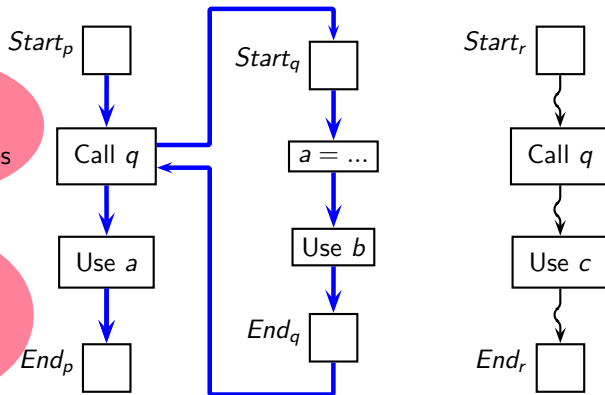 Start_p
s
Call q
Use a
End_p
Start_q
a = ...
Use b
End_q
Start_r
Call q
Use c
End_r